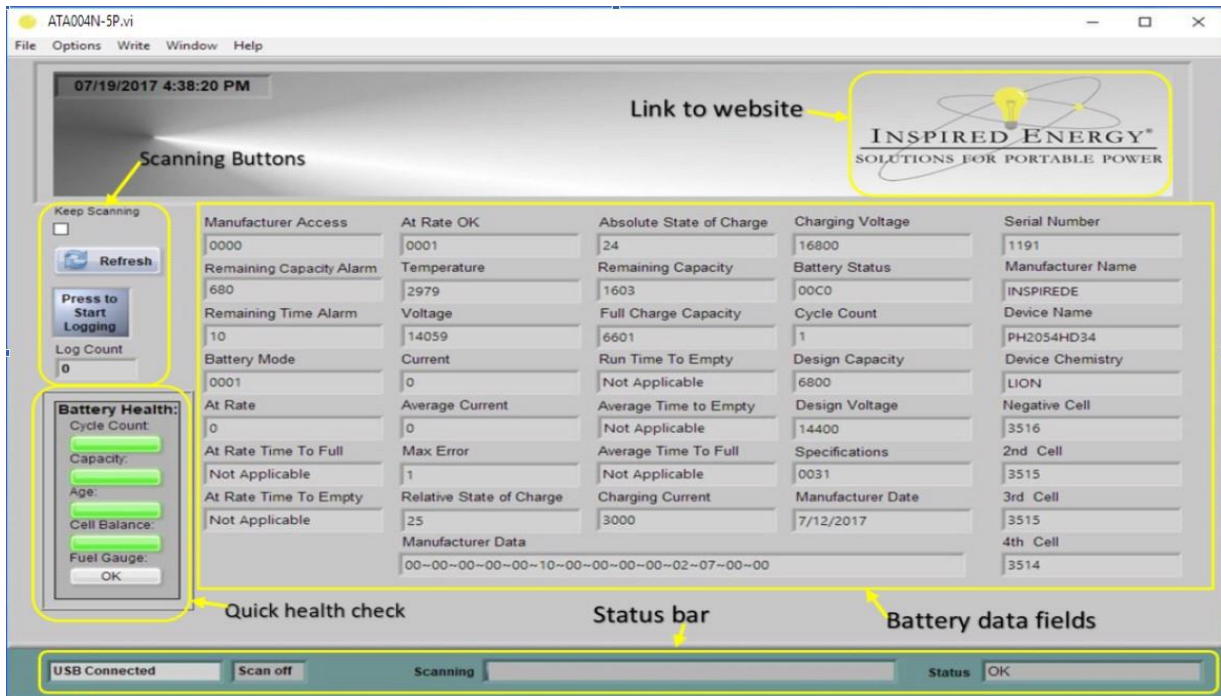 ATA004N-5P.vi
File Options Write Window Help
07/19/2017 4:38:20 PM
Link to website
INSPIRED ENERGY®
SOLUTIONS FOR PORTABLE POWER
Scanning Buttons
Keep Scanning
Refresh
Press to
Start
Logging
Log Count
0
Manufacturer Access At Rate OK Absolute State of Charge Charging Voltage Serial Number
0000 0001 24 16800 1191
Remaining Capacity Alarm Temperature Remaining Capacity Battery Status Manufacturer Name
680 2979 1603 00C0 INSPIREDE
Remaining Time Alarm Voltage Full Charge Capacity Cycle Count Device Name
10 14059 6601 1 PH2054HD34
Battery Mode Current Run Time To Empty Design Capacity Device Chemistry
0001 0 Not Applicable 6800 LION
At Rate Average Current Average Time to Empty Design Voltage Negative Cell
0 0 Not Applicable 14400 3516
At Rate Time To Full Max Error Average Time To Full Specifications 2nd Cell
Not Applicable 1 Not Applicable 0031 3515
At Rate Time To Empty Relative State of Charge Charging Current Manufacturer Date 3rd Cell
Not Applicable 25 3000 7/12/2017 3515
Manufacturer Data 4th Cell
00~00~00~00~00~10~00~00~00~00~02~07~00~00 3514
Battery Health:
Cycle Count:
Capacity:
Age:
Cell Balance:
Fuel Gauge:
OK
Quick health check
Status bar
Battery data fields
USB Connected Scan off Scanning Status OK